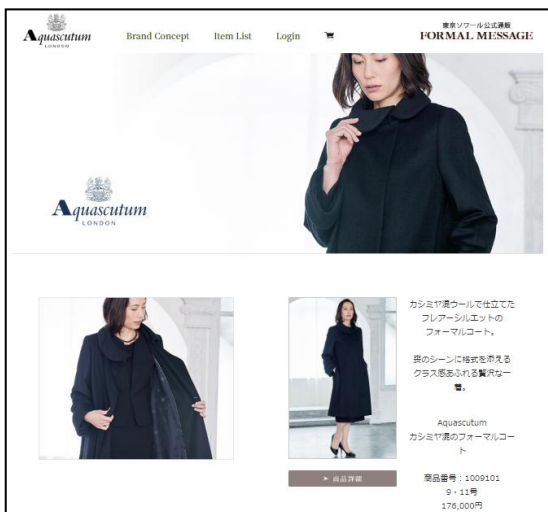 Aquascutum
LONDON
Brand Concept
Item List
Login
東京ソワール公式通販
FORMAL MESSAGE
Aquascutum
LONDON
カシミヤ混ウールで仕立てた
フレアーシルエットの
フォーマルコート。
喪のシーンに格式を添える
クラス感あふれる贅沢な一
着。
Aquascutum
カシミヤ混のフォーマルコー
ト
➤ 商品詳細
商品番号：1009101
9・11号
176,000円